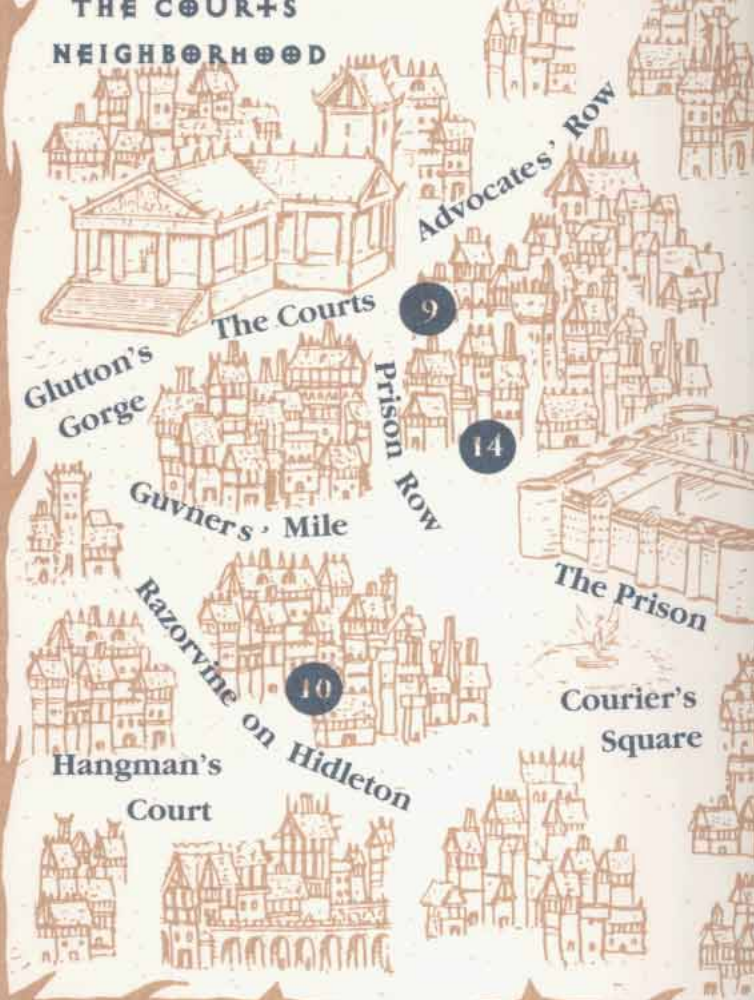 THE COURTS
NEIGHBORHOOD
Advocates' Row
9
The Courts
Glutton's
Gorge
Prison Row
14
Guvners' Mile
The Prison
Razorvine on Hidleton
10
Courier's
Square
Hangman's
Court